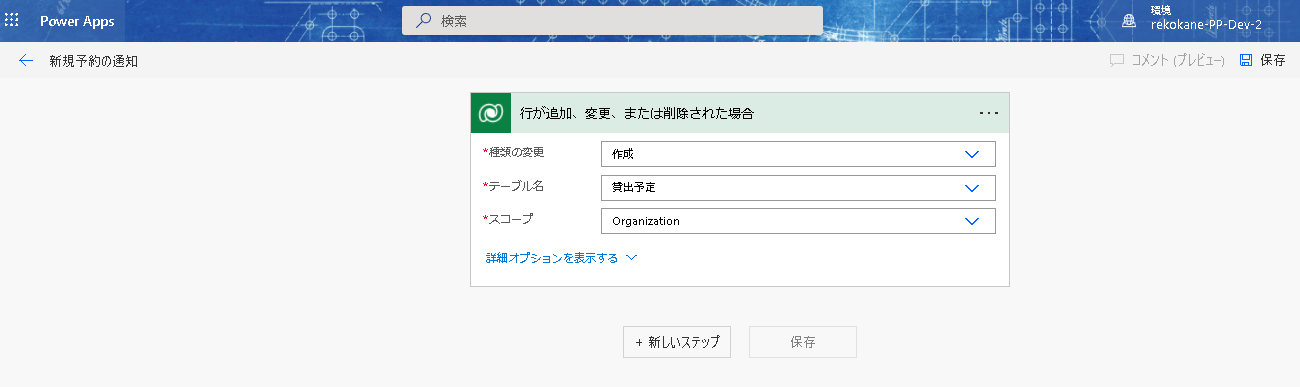 Power Apps
検索
環境
rekokane-PP-Dev-2
新規予約の通知
コメント (プレビュー)
保存
行が追加、変更、または削除された場合
*種類の変更
作成
*テーブル名
貸出予定
*スコープ
Organization
詳細オプションを表示する
+ 新しいステップ
保存